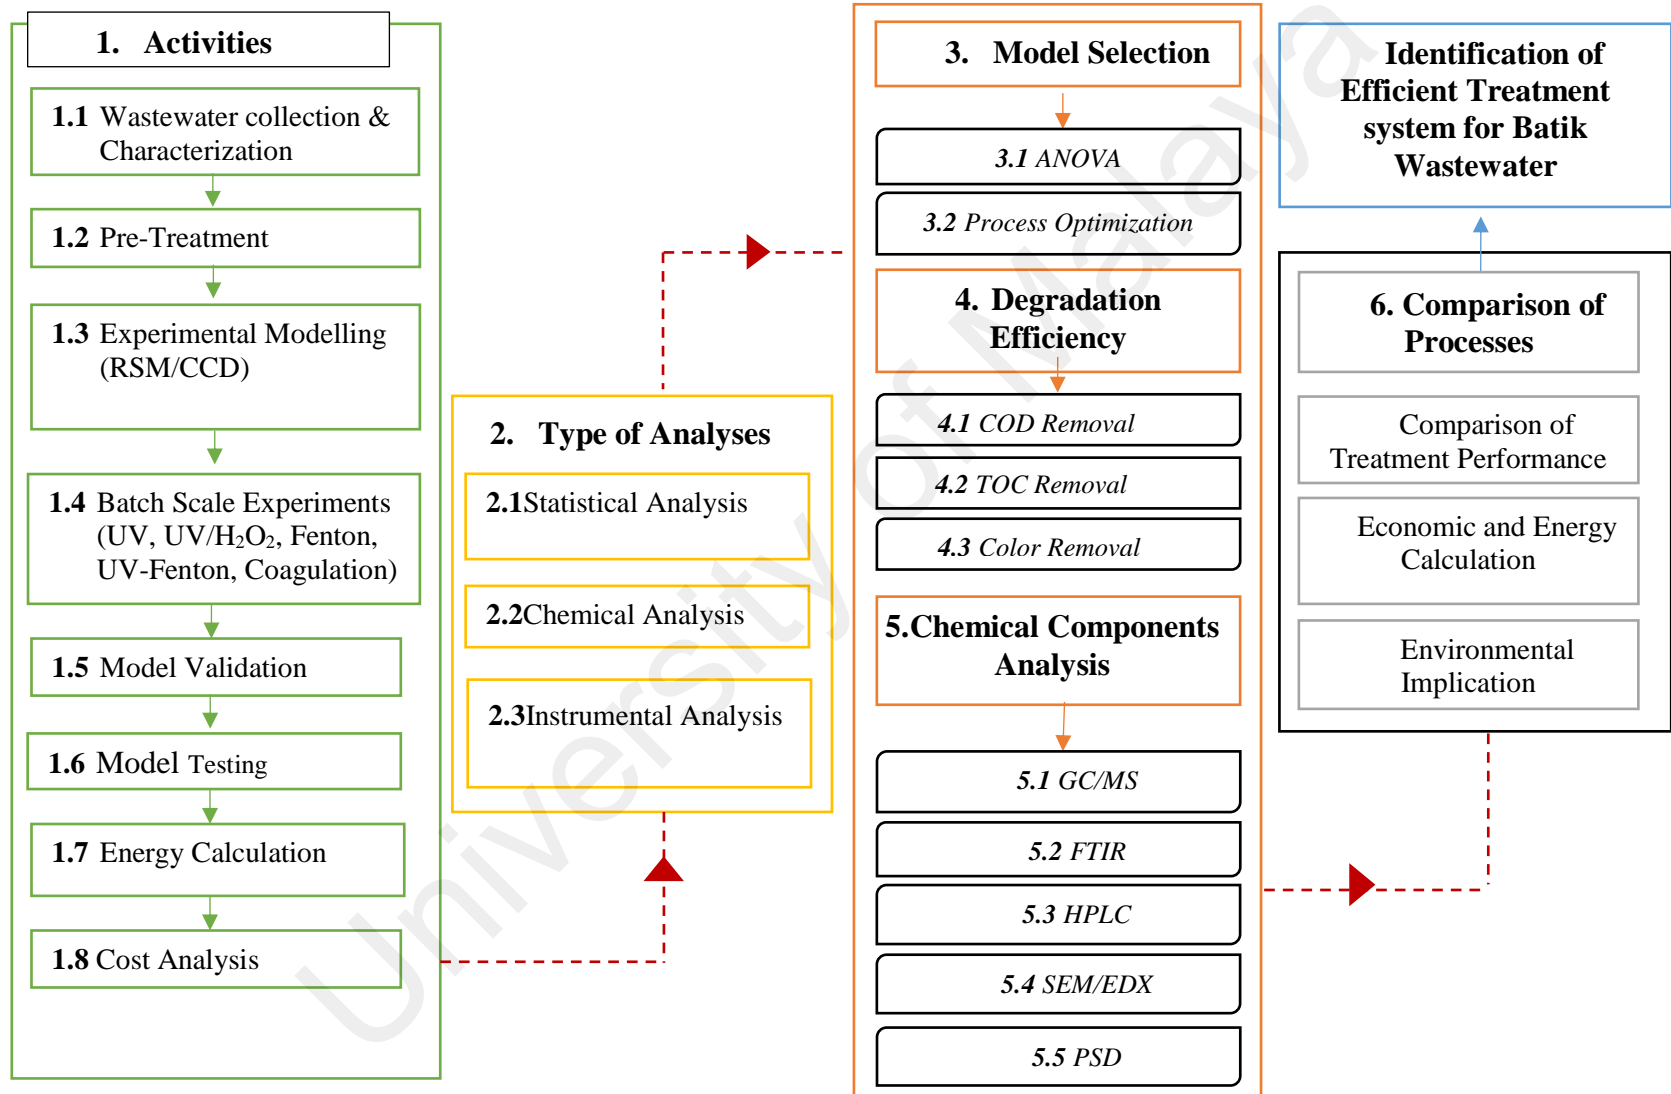 1. Activities
1.1 Wastewater collection &
Characterization
1.2 Pre-Treatment
1.3 Experimental Modelling
(RSM/CCD)
1.4 Batch Scale Experiments
(UV, UV/H₂O₂, Fenton,
UV-Fenton, Coagulation)
1.5 Model Validation
1.6 Model Testing
1.7 Energy Calculation
1.8 Cost Analysis
2. Type of Analyses
2.1Statistical Analysis
2.2Chemical Analysis
2.3Instrumental Analysis
3. Model Selection
3.1 ANOVA
3.2 Process Optimization
4. Degradation
Efficiency
4.1 COD Removal
4.2 TOC Removal
4.3 Color Removal
5.Chemical Components
Analysis
5.1 GC/MS
5.2 FTIR
5.3 HPLC
5.4 SEM/EDX
5.5 PSD
Identification of
Efficient Treatment
system for Batik
Wastewater
6. Comparison of
Processes
Comparison of
Treatment Performance
Economic and Energy
Calculation
Environmental
Implication
University of Malaya